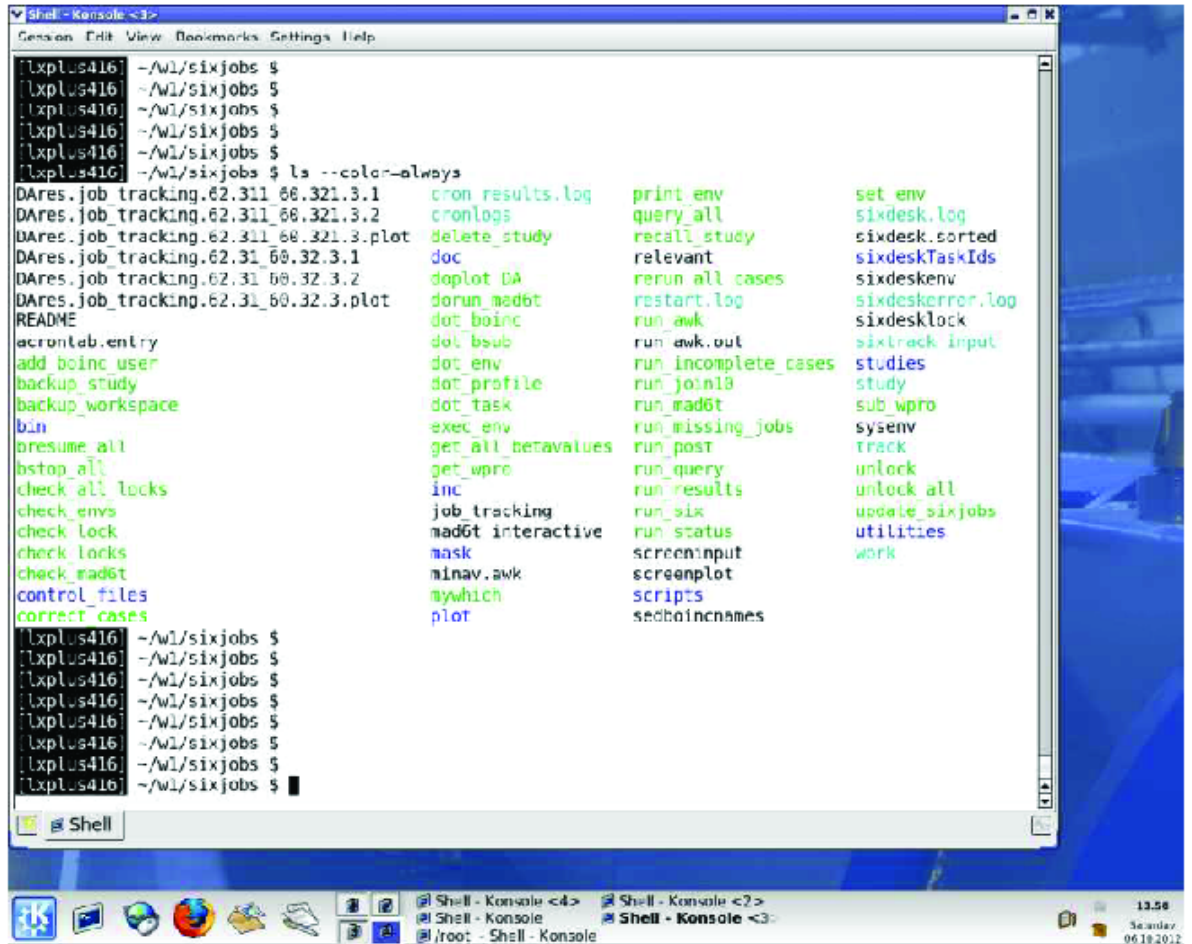 Shell - Konsole <3>
Session Edit View Bookmarks Settings Help
[lxplus416] ~/w1/sixjobs $
[lxplus416] ~/w1/sixjobs $
[lxplus416] ~/w1/sixjobs $
[lxplus416] ~/w1/sixjobs $
[lxplus416] ~/w1/sixjobs $
[lxplus416] ~/w1/sixjobs $ ls --color=always
DAres.job_tracking.62.311_60.321.3.1 cron_results.log print_env set_env
DAres.job_tracking.62.311_60.321.3.2 cronlogs query_all sixdesk.log
DAres.job_tracking.62.311_60.321.3.plot delete_study recall_study sixdesk.sorted
DAres.job_tracking.62.31_60.32.3.1 doc relevant sixdeskTaskIds
DAres.job_tracking.62.31_60.32.3.2 doplot_DA rerun_all_cases sixdeskenv
DAres.job_tracking.62.31_60.32.3.plot dorun_mad6t restart.log sixdeskerror.log
README dot_boinc run_awk sixdesklock
acrontab.entry dot_bsub run_awk.out sixtrack_input
add_boinc_user dot_env run_incomplete_cases studies
backup_study dot_profile run_join10 study
backup_workspace dot_task run_mad6t sub_wpro
bin exec_env run_missing_jobs sysenv
bresume_all get_all_betavalues run_post track
bstop_all get_wpro run_query unlock
check_all_locks inc run_results unlock_all
check_envs job_tracking run_six update_sixjobs
check_lock mad6t_interactive run_status utilities
check_locks mask screeninput work
check_mad6t minav.awk screenplot
control_files mywhich scripts
correct_cases plot sedboincnames
[lxplus416] ~/w1/sixjobs $
[lxplus416] ~/w1/sixjobs $
[lxplus416] ~/w1/sixjobs $
[lxplus416] ~/w1/sixjobs $
[lxplus416] ~/w1/sixjobs $
[lxplus416] ~/w1/sixjobs $
[lxplus416] ~/w1/sixjobs $
[lxplus416] ~/w1/sixjobs $
Shell
Shell - Konsole <4> Shell - Konsole <2>
Shell - Konsole Shell - Konsole <3>
/root - Shell - Konsole
13.56
Saturday
06.10.2012